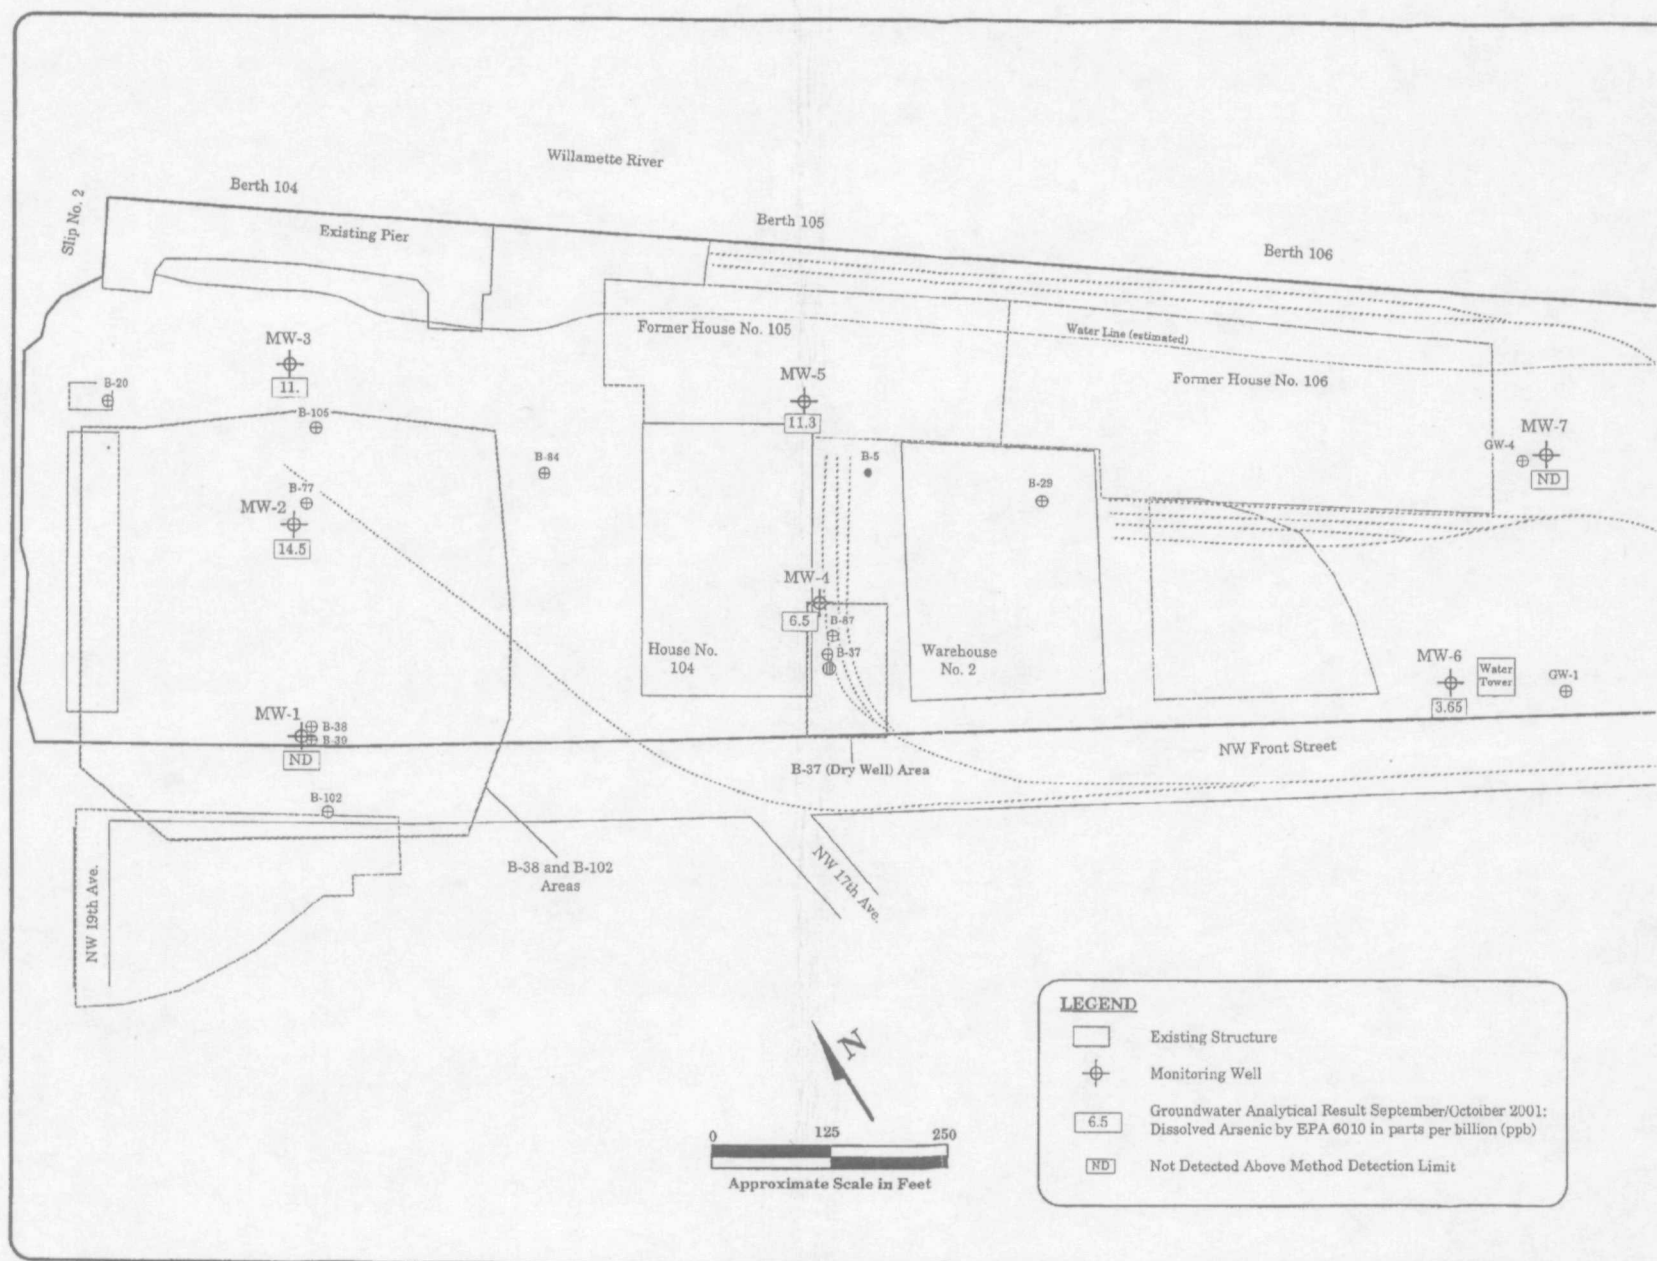 Willamette River
Slip No. 2
Berth 104
Existing Pier
Berth 105
Berth 106
Former House No. 105
Water Line (estimated)
Former House No. 106
MW-3
11.
B-20
B-105
MW-5
11.3
B-84
B-5
B-29
GW-4
MW-7
ND
B-77
MW-2
14.5
MW-4
6.5
B-87
B-37
House No.
104
Warehouse
No. 2
MW-6
3.65
Water
Tower
GW-1
MW-1
B-38
B-39
ND
NW Front Street
B-37 (Dry Well) Area
B-102
B-38 and B-102
Areas
NW 17th Ave.
NW 19th Ave.
N
0 125 250
Approximate Scale in Feet
LEGEND
Existing Structure
Monitoring Well
6.5
Groundwater Analytical Result September/October 2001:
Dissolved Arsenic by EPA 6010 in parts per billion (ppb)
ND
Not Detected Above Method Detection Limit